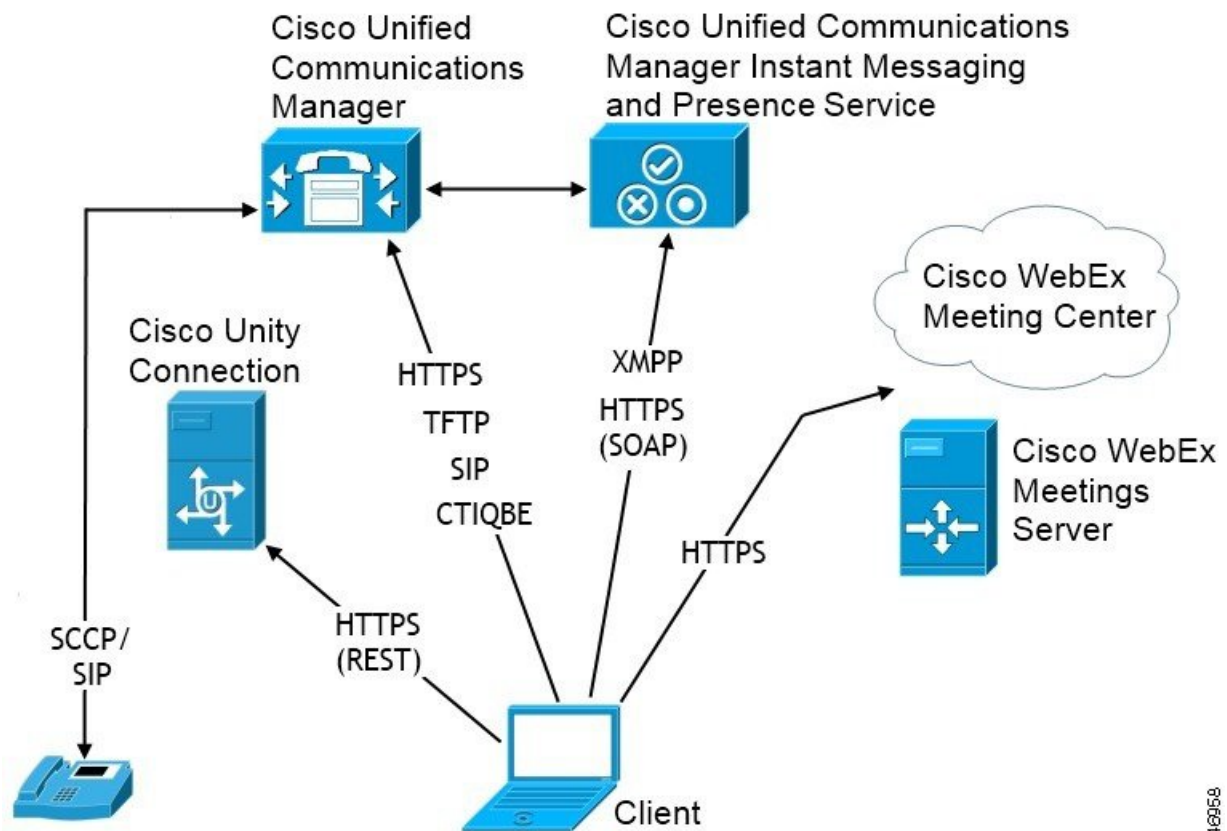 Cisco Unified
Communications
Manager
Cisco Unified Communications
Manager Instant Messaging
and Presence Service
Cisco WebEx
Meeting Center
Cisco Unity
Connection
HTTPS
TFTP
SIP
CTIQBE
XMPP
HTTPS
(SOAP)
Cisco WebEx
Meetings
Server
HTTPS
U
HTTPS
(REST)
SCCP/
SIP
Client